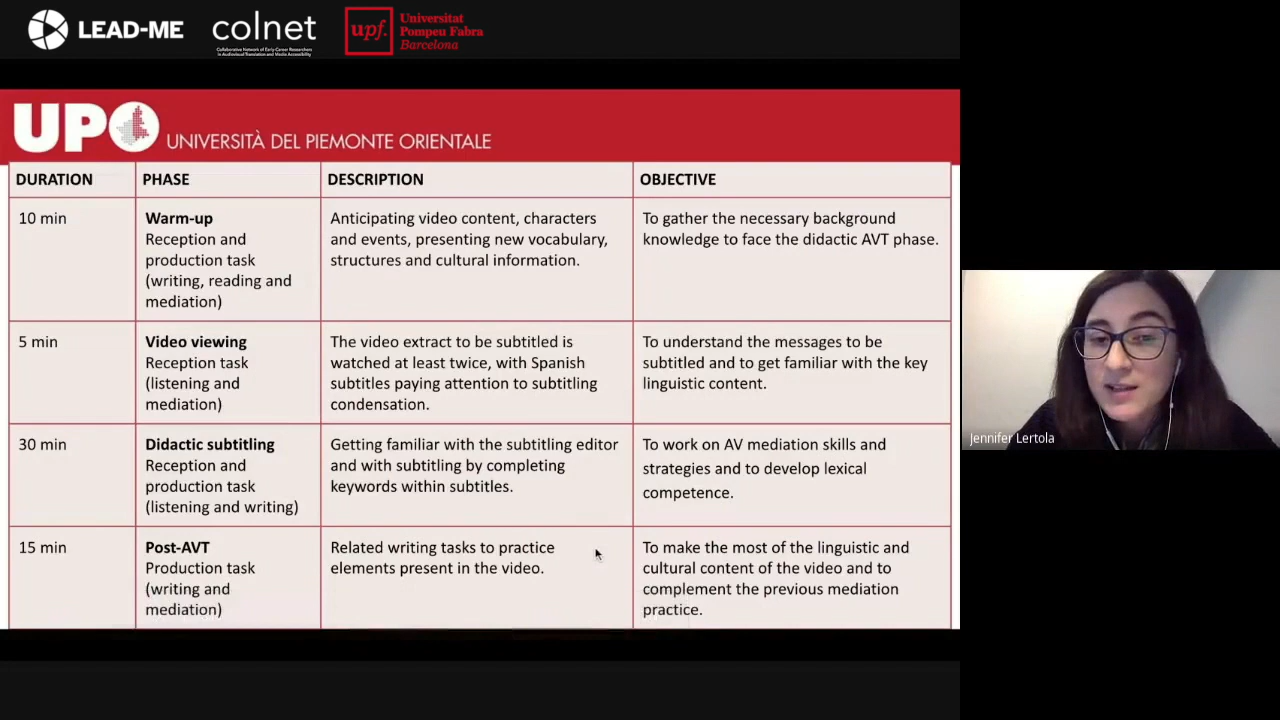 LEAD-ME
colnet
Collaborative Network of Early-Career Researchers
in Audiovisual Translation and Media Accessibility
upf.
Universitat
Pompeu Fabra
Barcelona
UPO
UNIVERSITÀ DEL PIEMONTE ORIENTALE
DURATION
PHASE
DESCRIPTION
OBJECTIVE
10 min
Warm-up
Reception and
production task
(writing, reading and
mediation)
Anticipating video content, characters
and events, presenting new vocabulary,
structures and cultural information.
To gather the necessary background
knowledge to face the didactic AVT phase.
5 min
Video viewing
Reception task
(listening and
mediation)
The video extract to be subtitled is
watched at least twice, with Spanish
subtitles paying attention to subtitling
condensation.
To understand the messages to be
subtitled and to get familiar with the key
linguistic content.
30 min
Didactic subtitling
Reception and
production task
(listening and writing)
Getting familiar with the subtitling editor
and with subtitling by completing
keywords within subtitles.
To work on AV mediation skills and
strategies and to develop lexical
competence.
15 min
Post-AVT
Production task
(writing and
mediation)
Related writing tasks to practice
elements present in the video.
To make the most of the linguistic and
cultural content of the video and to
complement the previous mediation
practice.
Jennifer Lertola